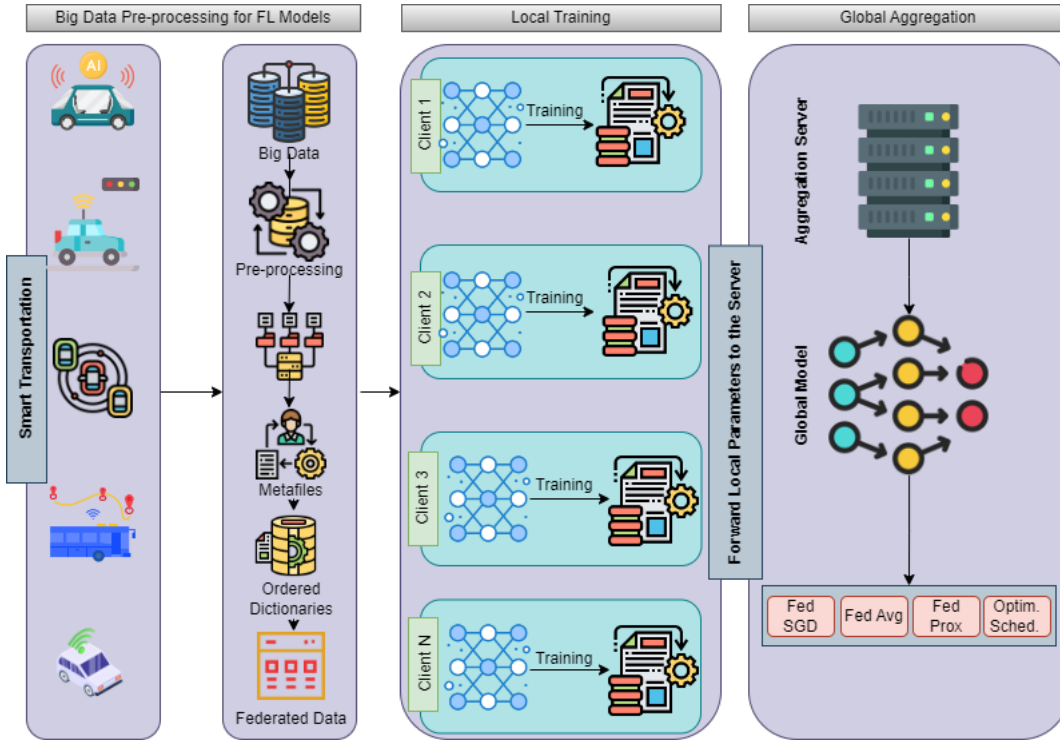 Big Data Pre-processing for FL Models
Local Training
Global Aggregation
AI
Smart Transportation
Big Data
Pre-processing
Metafiles
Ordered
Dictionaries
Federated Data
Client 1
Training
Client 2
Training
Client 3
Training
Client N
Training
Forward Local Parameters to the Server
Aggregation Server
Global Model
Fed
SGD
Fed Avg
Fed
Prox
Optim.
Sched.